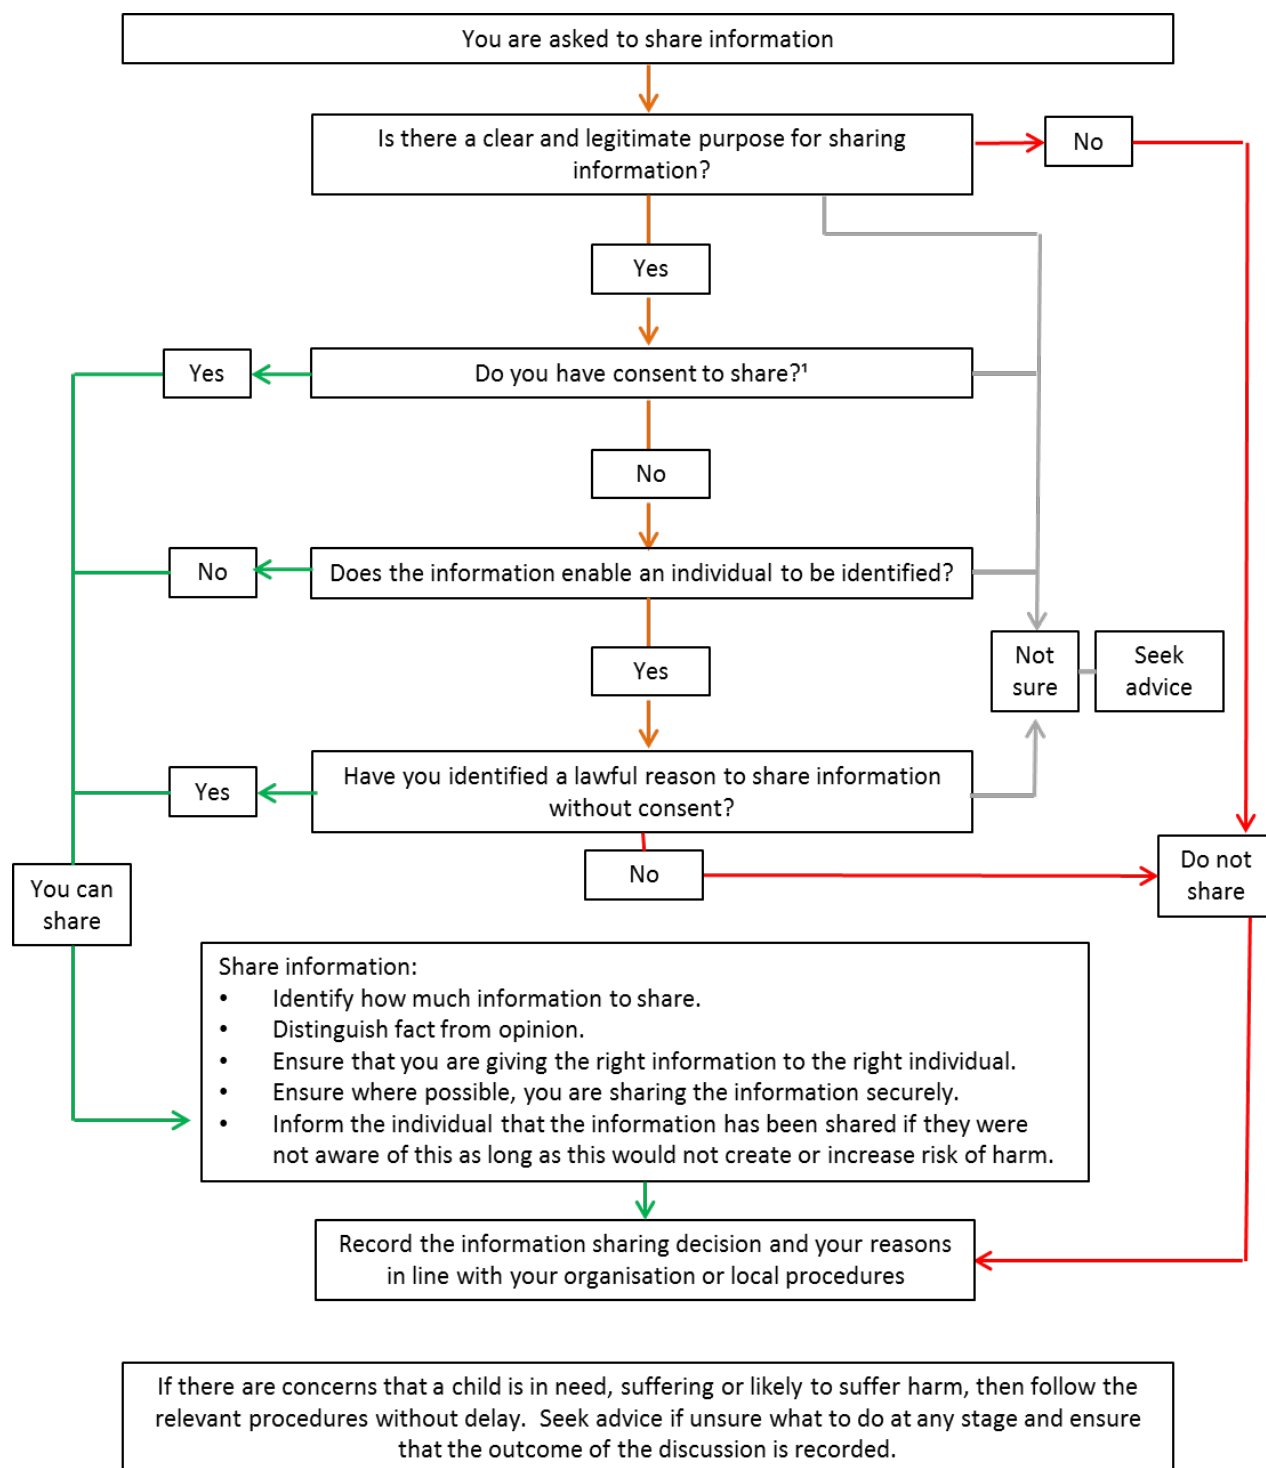 You are asked to share information
Is there a clear and legitimate purpose for sharing
information?
No
Yes
Yes
Do you have consent to share?¹
No
No
Does the information enable an individual to be identified?
Yes
Not
sure
Seek
advice
Yes
Have you identified a lawful reason to share information
without consent?
No
You can
share
Do not
share
Share information:
• Identify how much information to share.
• Distinguish fact from opinion.
• Ensure that you are giving the right information to the right individual.
• Ensure where possible, you are sharing the information securely.
• Inform the individual that the information has been shared if they were
not aware of this as long as this would not create or increase risk of harm.
Record the information sharing decision and your reasons
in line with your organisation or local procedures
If there are concerns that a child is in need, suffering or likely to suffer harm, then follow the
relevant procedures without delay. Seek advice if unsure what to do at any stage and ensure
that the outcome of the discussion is recorded.